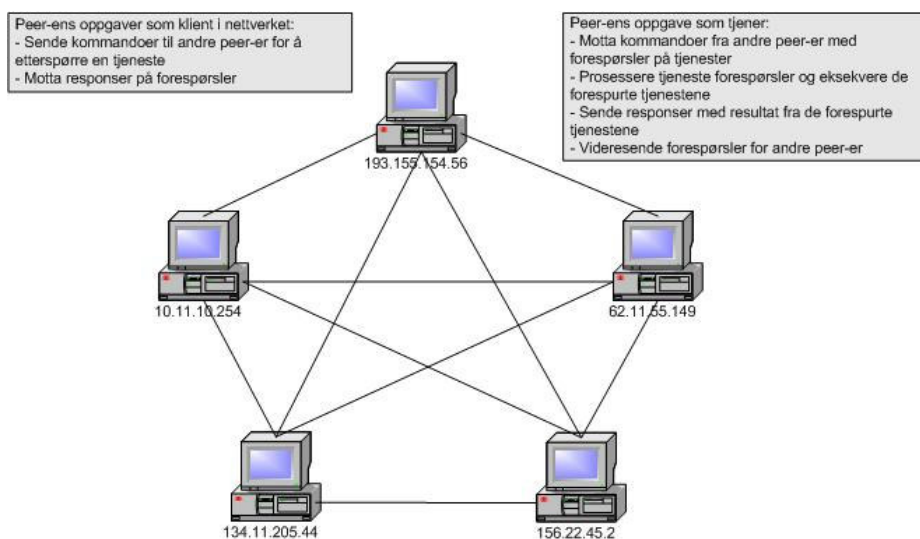 Peer-ens oppgaver som klient i nettverket:
- Sende kommandoer til andre peer-er for å
etterspørre en tjeneste
- Motta responser på forespørsler
Peer-ens oppgave som tjener:
- Motta kommandoer fra andre peer-er med
forespørsler på tjenester
- Prosessere tjeneste forespørsler og eksekvere de
forespurte tjenestene
- Sende responser med resultat fra de forespurte
tjenestene
- Videresende forespørsler for andre peer-er
193.155.154.56
10.11.10.254
62.11.55.149
134.11.205.44
156.22.45.2